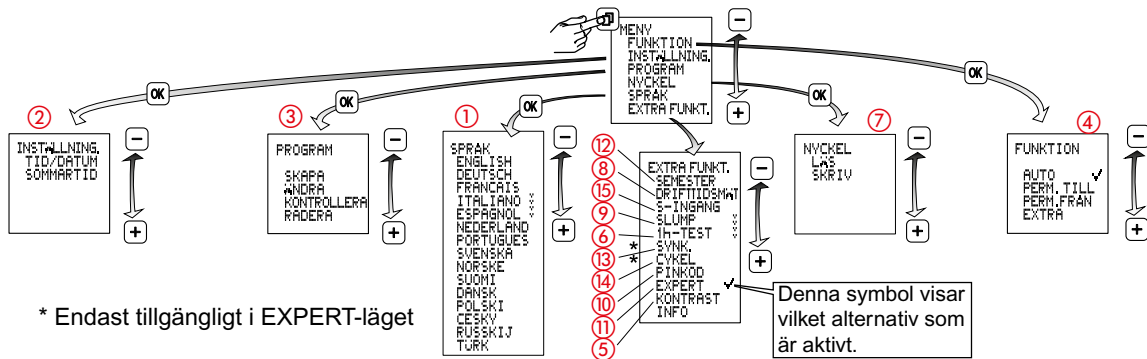 MENY
FUNKTION
INSTÄLLNING.
PROGRAM
NYCKEL
SPRÅK
EXTRA FUNKT.
−
+
OK
OK
OK
OK
OK
②
INSTÄLLNING.
TID/DATUM
SOMMARTID
−
+
③
PROGRAM
SKAPA
ÄNDRA
KONTROLLERA
RADERA
−
+
①
SPRÅK
ENGLISH
DEUTSCH
FRANCAIS
ITALIANO
ESPAGNOL
NEDERLAND
PORTUGUES
SVENSKA
NORSKE
SUOMI
DANSK
POLSKI
CESKY
RUSSKIJ
TURK
−
+
EXTRA FUNKT.
⑫ SEMESTER
⑧ DRIFTTIDSMÄT
⑮ S-INGÅNG
⑨ SLUMP
⑥ 1h-TEST
⑬ * SYNK.
⑭ * CYKEL
⑩ PINKOD
⑪ EXPERT ✓
⑤ KONTRAST
INFO
−
+
⑦
NYCKEL
LÄS
SKRIV
−
+
④
FUNKTION
AUTO ✓
PERM. TILL
PERM.FRÅN
EXTRA
−
+
Denna symbol visar
vilket alternativ som
är aktivt.
* Endast tillgängligt i EXPERT-läget